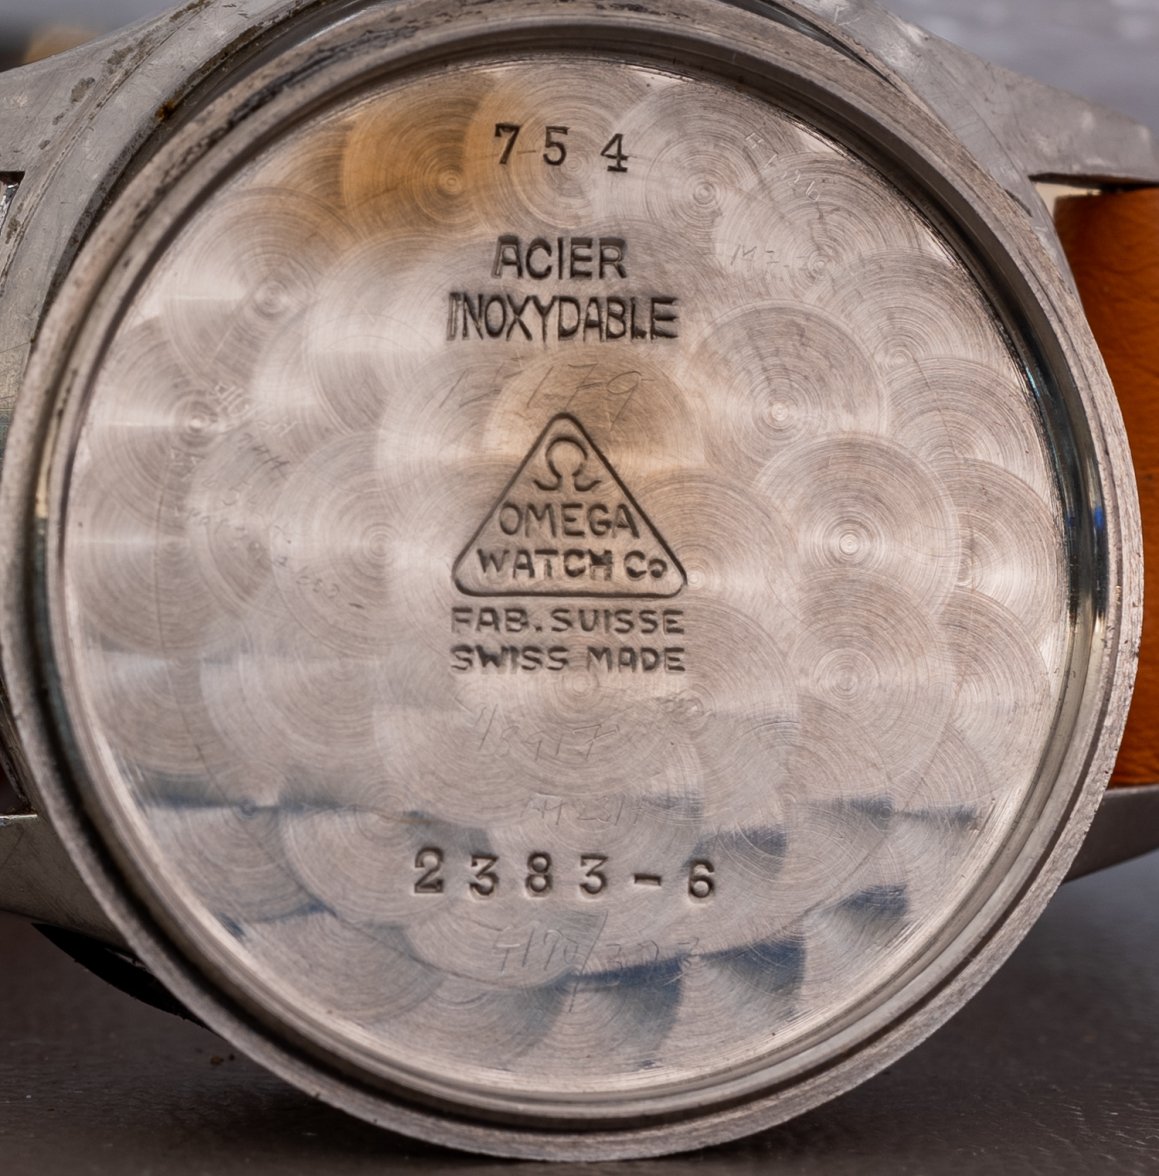 754
ACIER
INOXYDABLE
Ω
OMEGA
WATCH Co
FAB. SUISSE
SWISS MADE
2383-6